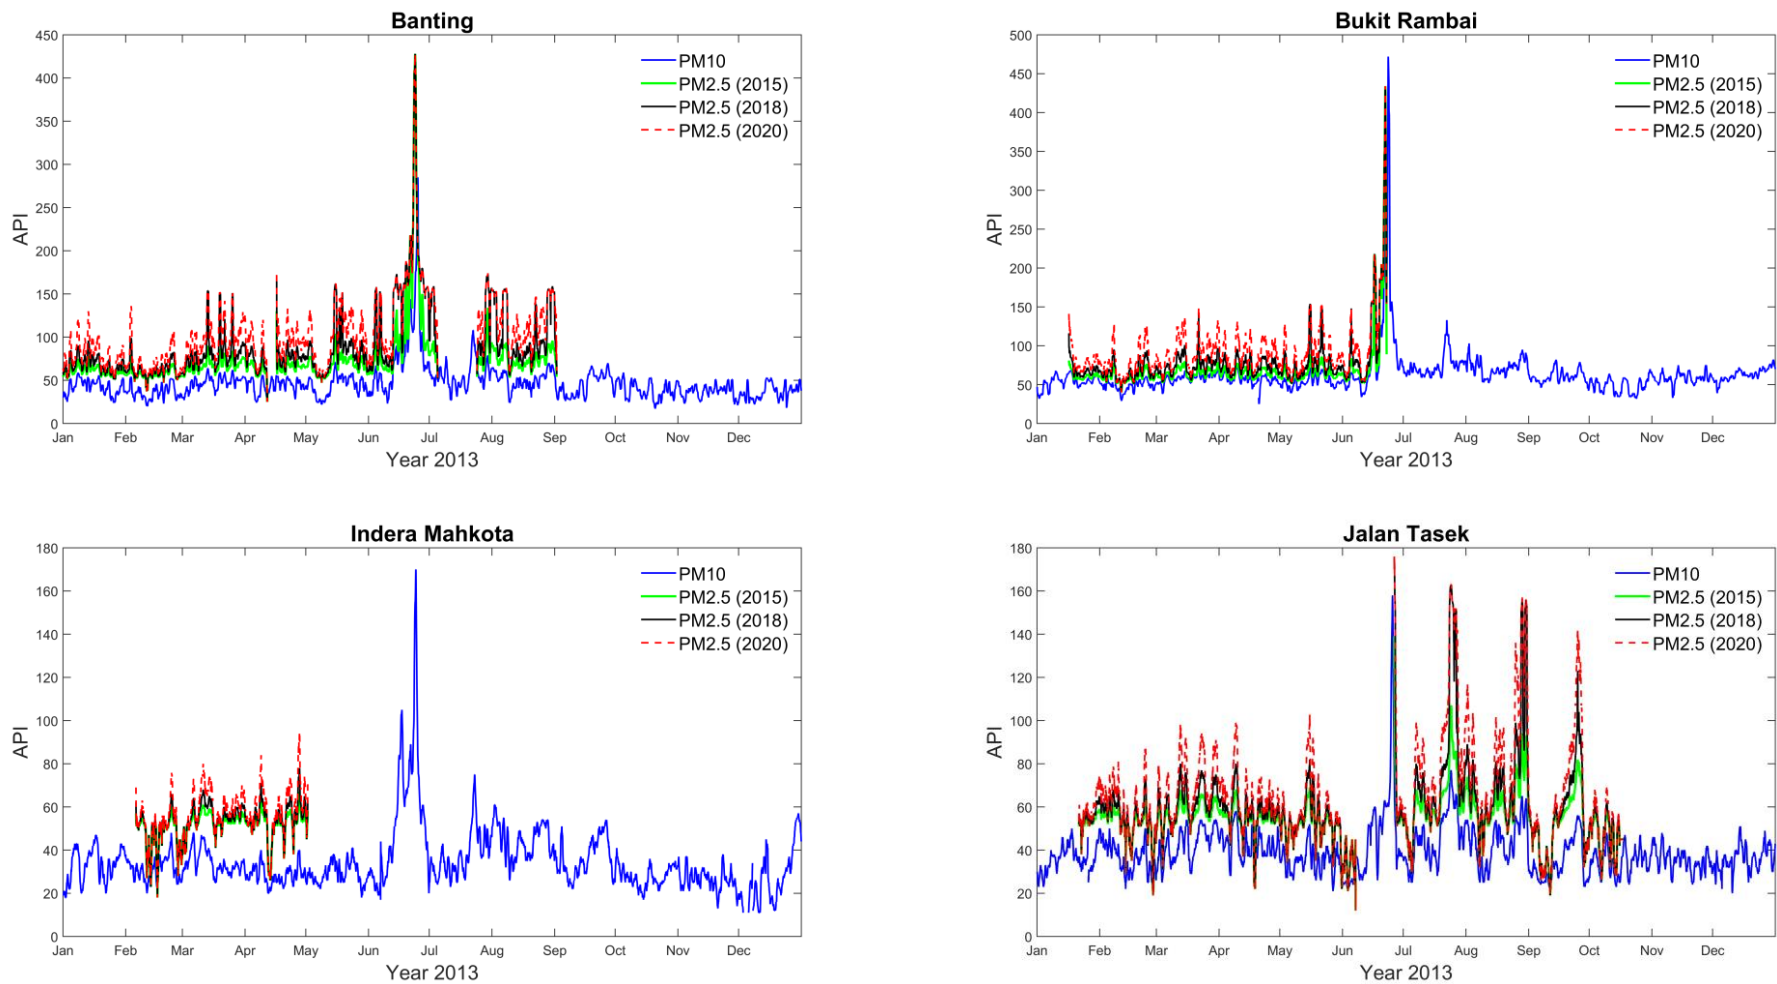 Banting
450
400
350
300
250
200
150
100
50
0
API
PM10
PM2.5 (2015)
PM2.5 (2018)
PM2.5 (2020)
Jan Feb Mar Apr May Jun Jul Aug Sep Oct Nov Dec
Year 2013
Bukit Rambai
500
450
400
350
300
250
200
150
100
50
0
API
PM10
PM2.5 (2015)
PM2.5 (2018)
PM2.5 (2020)
Jan Feb Mar Apr May Jun Jul Aug Sep Oct Nov Dec
Year 2013
Indera Mahkota
180
160
140
120
100
80
60
40
20
0
API
PM10
PM2.5 (2015)
PM2.5 (2018)
PM2.5 (2020)
Jan Feb Mar Apr May Jun Jul Aug Sep Oct Nov Dec
Year 2013
Jalan Tasek
180
160
140
120
100
80
60
40
20
0
API
PM10
PM2.5 (2015)
PM2.5 (2018)
PM2.5 (2020)
Jan Feb Mar Apr May Jun Jul Aug Sep Oct Nov Dec
Year 2013